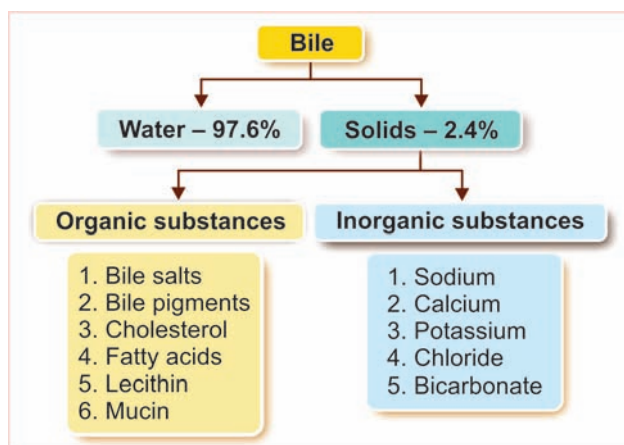 Bile
Water – 97.6%
Solids – 2.4%
Organic substances
1. Bile salts
2. Bile pigments
3. Cholesterol
4. Fatty acids
5. Lecithin
6. Mucin
Inorganic substances
1. Sodium
2. Calcium
3. Potassium
4. Chloride
5. Bicarbonate